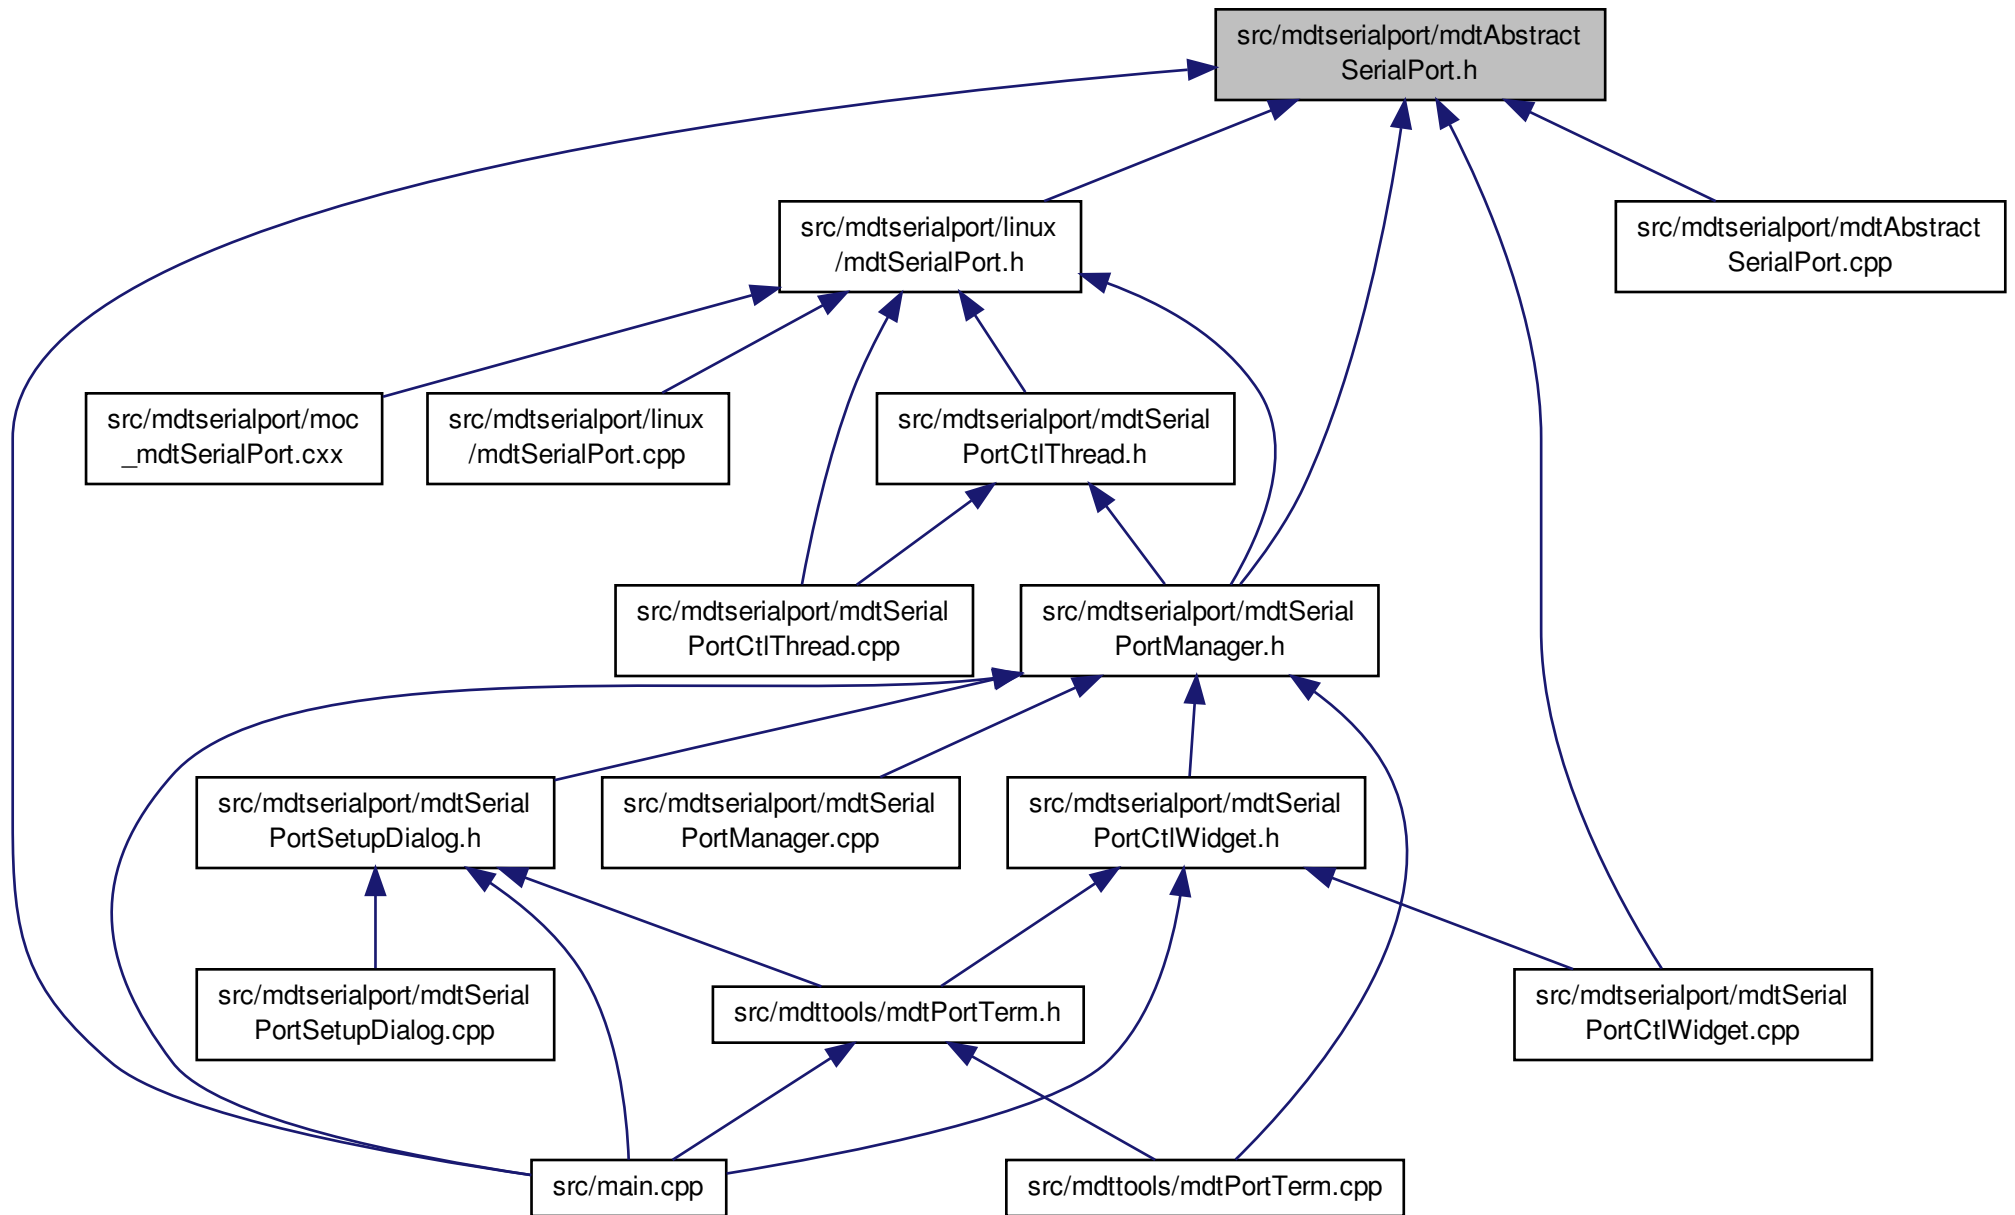 src/mdtserialport/mdtAbstract
SerialPort.h
src/mdtserialport/linux
/mdtSerialPort.h
src/mdtserialport/mdtAbstract
SerialPort.cpp
src/mdtserialport/moc
_mdtSerialPort.cxx
src/mdtserialport/linux
/mdtSerialPort.cpp
src/mdtserialport/mdtSerial
PortCtlThread.h
src/mdtserialport/mdtSerial
PortCtlThread.cpp
src/mdtserialport/mdtSerial
PortManager.h
src/mdtserialport/mdtSerial
PortSetupDialog.h
src/mdtserialport/mdtSerial
PortManager.cpp
src/mdtserialport/mdtSerial
PortCtlWidget.h
src/mdtserialport/mdtSerial
PortSetupDialog.cpp
src/mdttools/mdtPortTerm.h
src/mdtserialport/mdtSerial
PortCtlWidget.cpp
src/main.cpp
src/mdttools/mdtPortTerm.cpp